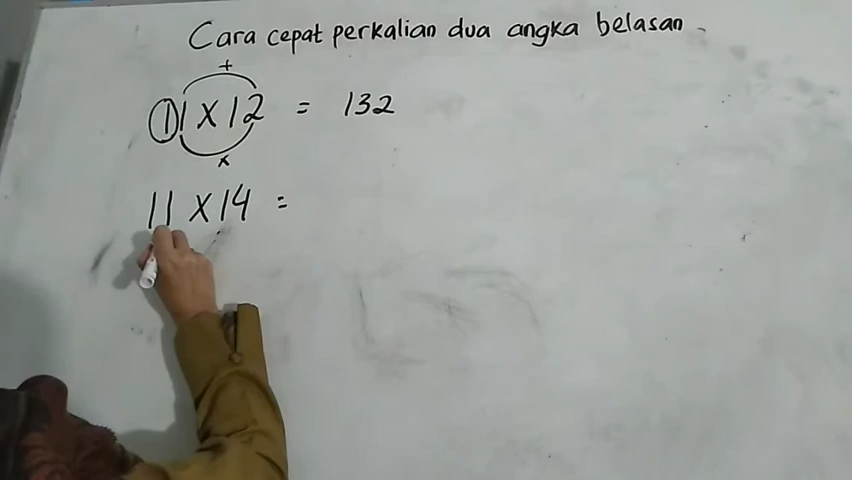 Cara cepat perkalian dua angka belasan
+
11 X 12 = 132
x
11 X 14 =